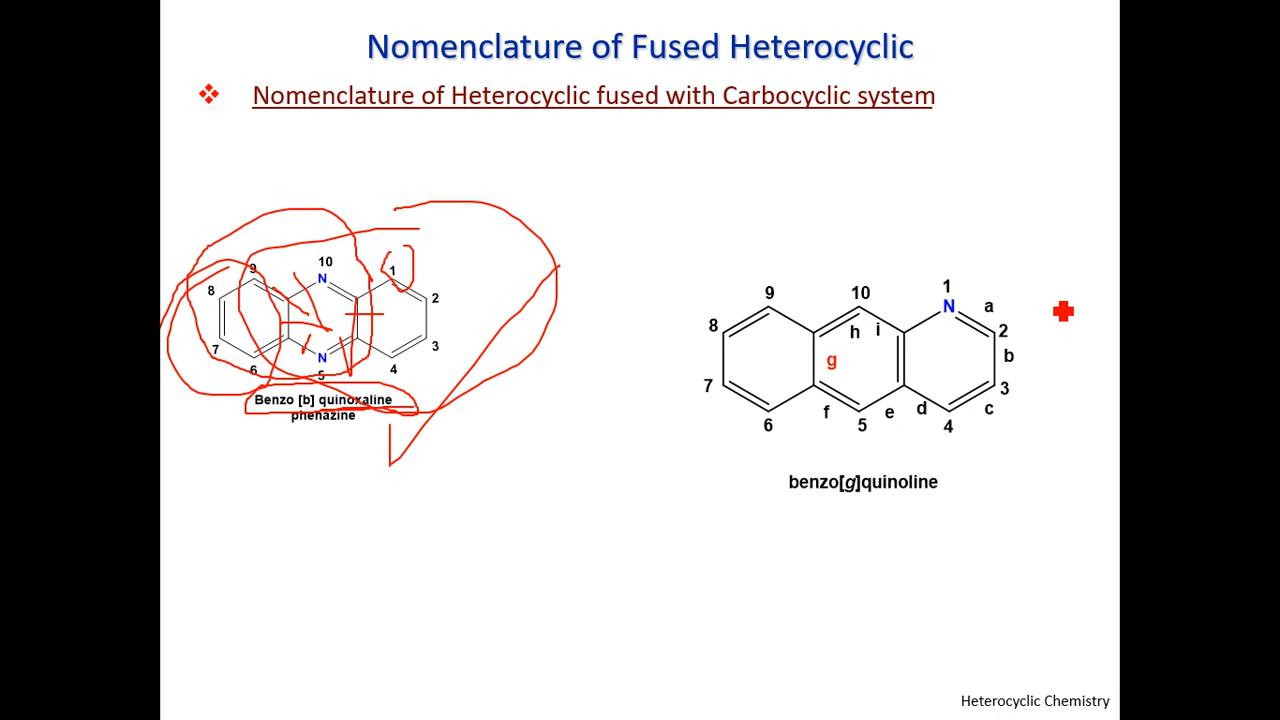 Nomenclature of Fused Heterocyclic
Nomenclature of Heterocyclic fused with Carbocyclic system
10
9
1
N
8
2
7
3
N
6
5
4
Benzo [b] quinoxaline
phenazine
1
9
10
N
a
8
h
i
2
g
b
7
3
f
e
d
c
6
5
4
benzo[g]quinoline
Heterocyclic Chemistry